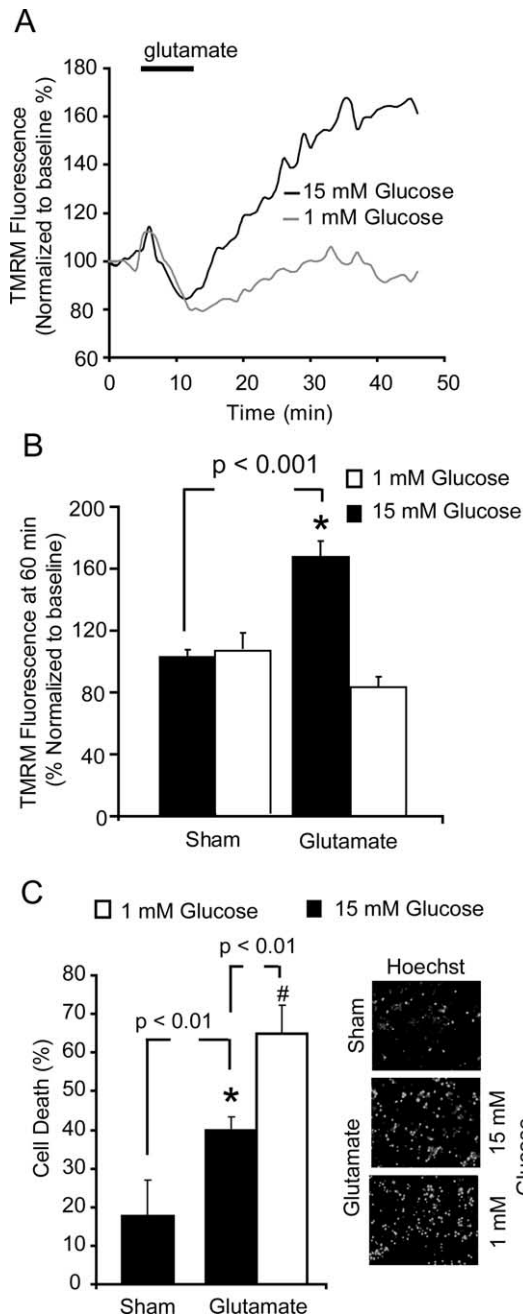 A
glutamate
TMRM Fluorescence
(Normalized to baseline %)
180
160
140
120
100
80
60
15 mM Glucose
1 mM Glucose
0 10 20 30 40 50
Time (min)
B
p < 0.001
1 mM Glucose
15 mM Glucose
*
TMRM Fluorescence at 60 min
(% Normalized to baseline)
200
160
120
80
40
0
Sham Glutamate
C
1 mM Glucose 15 mM Glucose
p < 0.01
p < 0.01
#
*
Cell Death (%)
80
70
60
50
40
30
20
10
0
Sham Glutamate
Hoechst
Sham
Glutamate
15 mM
1 mM
Glucose